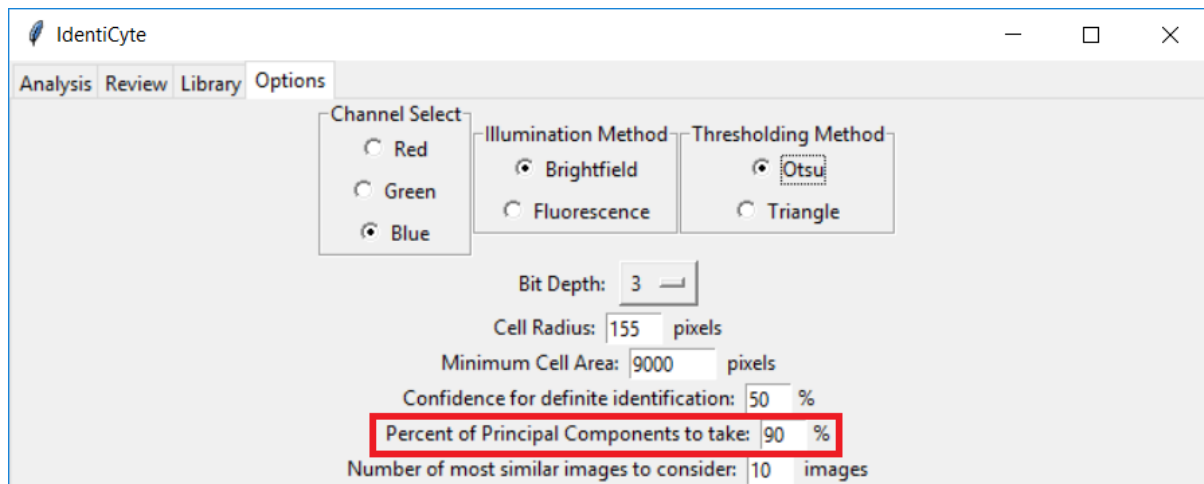 IdentiCyte
Analysis Review Library Options
Channel Select
Red
Green
Blue
Illumination Method
Brightfield
Fluorescence
Thresholding Method
Otsu
Triangle
Bit Depth: 3
Cell Radius: 155 pixels
Minimum Cell Area: 9000 pixels
Confidence for definite identification: 50 %
Percent of Principal Components to take: 90 %
Number of most similar images to consider: 10 images